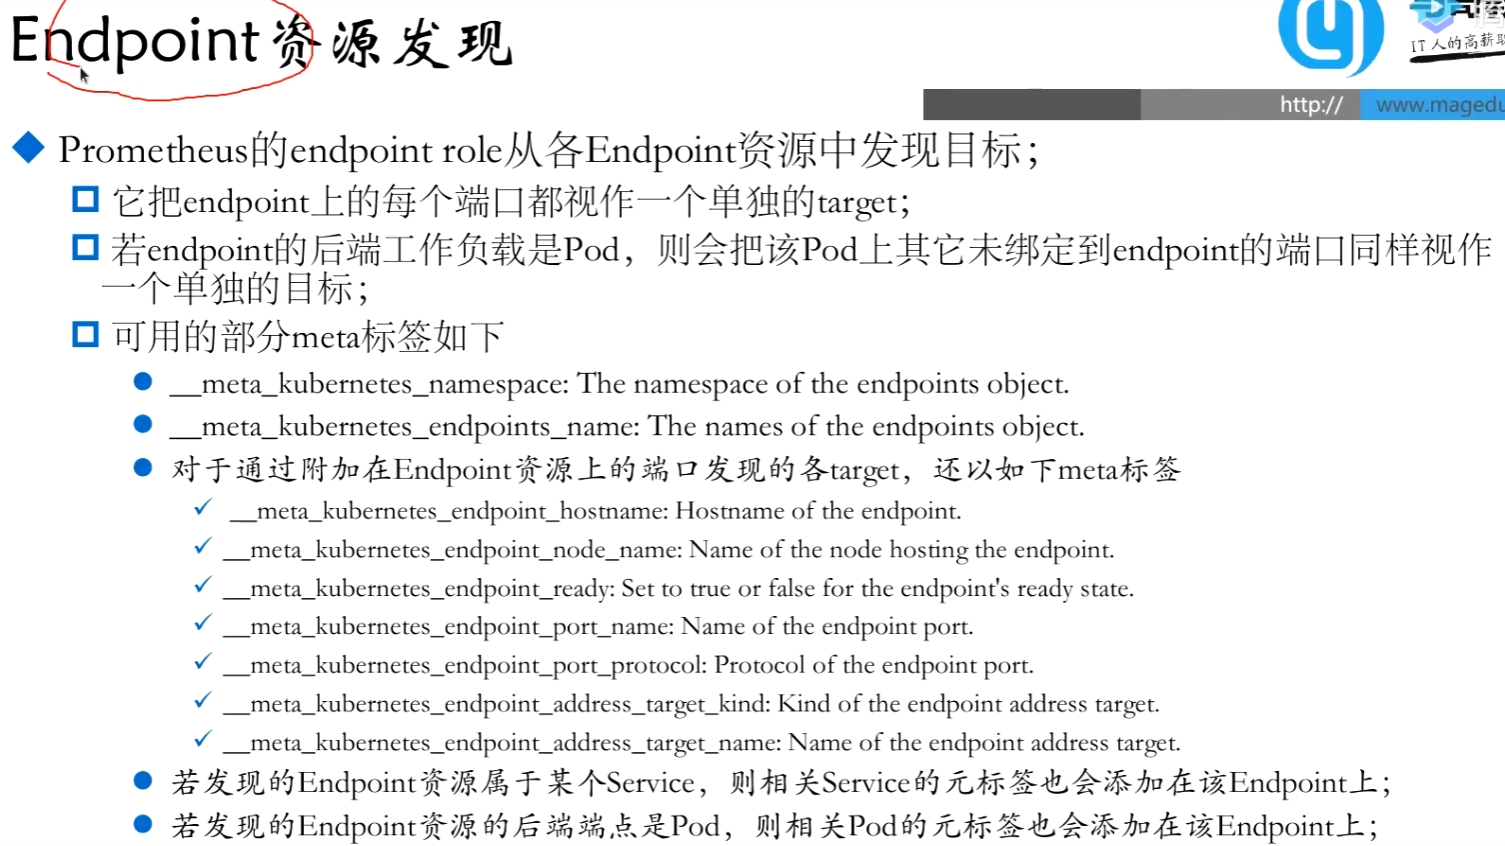 Endpoint资源发现
IT人的高薪职
http://
www.magedu
Prometheus的endpoint role从各Endpoint资源中发现目标；
它把endpoint上的每个端口都视作一个单独的target；
若endpoint的后端工作负载是Pod，则会把该Pod上其它未绑定到endpoint的端口同样视作
一个单独的目标；
可用的部分meta标签如下
__meta_kubernetes_namespace: The namespace of the endpoints object.
__meta_kubernetes_endpoints_name: The names of the endpoints object.
对于通过附加在Endpoint资源上的端口发现的各target，还以如下meta标签
__meta_kubernetes_endpoint_hostname: Hostname of the endpoint.
__meta_kubernetes_endpoint_node_name: Name of the node hosting the endpoint.
__meta_kubernetes_endpoint_ready: Set to true or false for the endpoint's ready state.
__meta_kubernetes_endpoint_port_name: Name of the endpoint port.
__meta_kubernetes_endpoint_port_protocol: Protocol of the endpoint port.
__meta_kubernetes_endpoint_address_target_kind: Kind of the endpoint address target.
__meta_kubernetes_endpoint_address_target_name: Name of the endpoint address target.
若发现的Endpoint资源属于某个Service，则相关Service的元标签也会添加在该Endpoint上；
若发现的Endpoint资源的后端端点是Pod，则相关Pod的元标签也会添加在该Endpoint上；